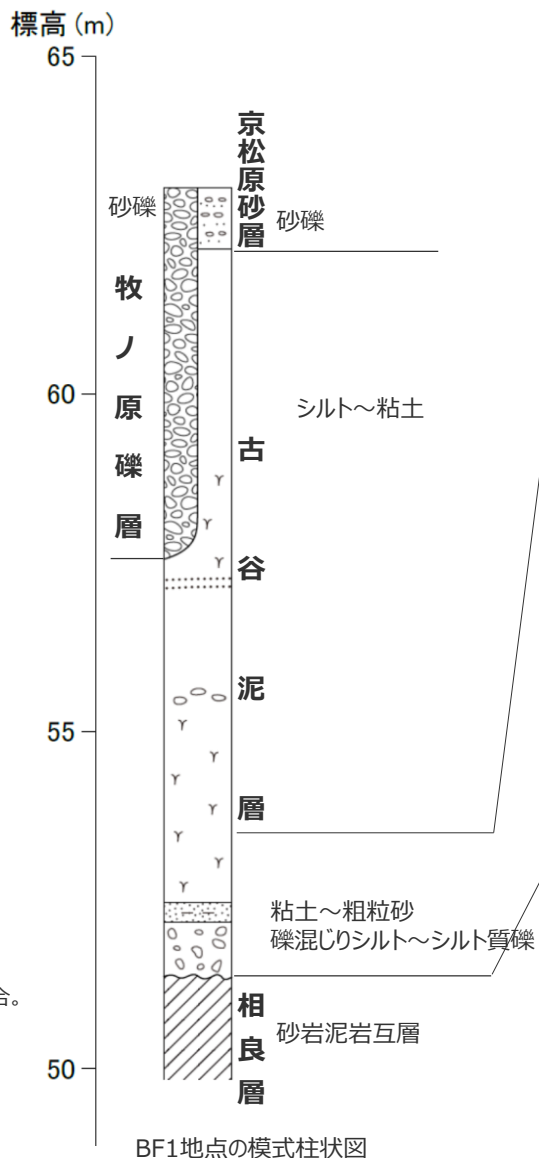 標高（m）
65
京松原砂層
砂礫
砂礫
牧ノ原礫層
60
シルト～粘土
古谷泥層
55
粘土～粗粒砂
礫混じりシルト～シルト質礫
合。
相良層
砂岩泥岩互層
50
BF1地点の模式柱状図